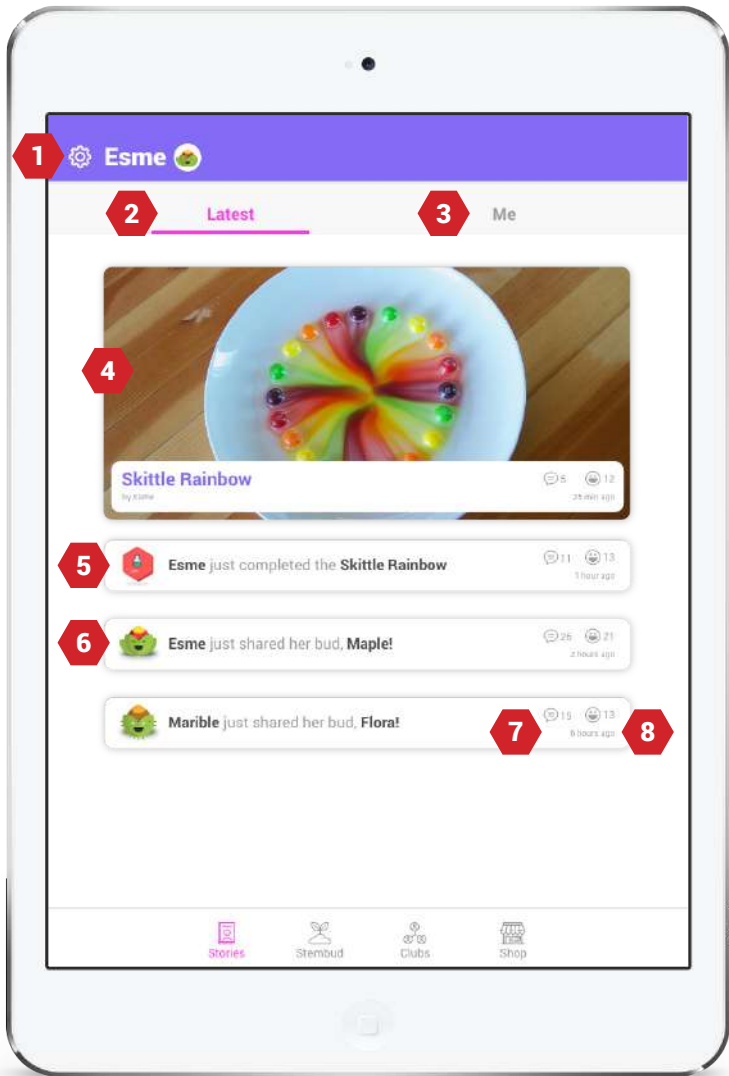 1
Esme
2
Latest
3
Me
4
Skittle Rainbow
5
12
by Esme
25 min ago
5
Esme just completed the Skittle Rainbow
11
13
1 hour ago
6
Esme just shared her bud, Maple!
26
21
2 hours ago
Marible just shared her bud, Flora!
7
15
13
8
6 hours ago
Stories
Stembud
Clubs
Shop